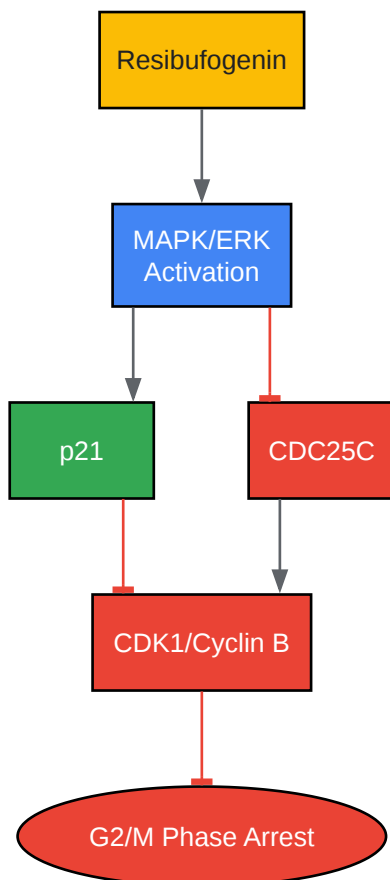 Resibufogenin
MAPK/ERK
Activation
p21
CDC25C
CDK1/Cyclin B
G2/M Phase Arrest